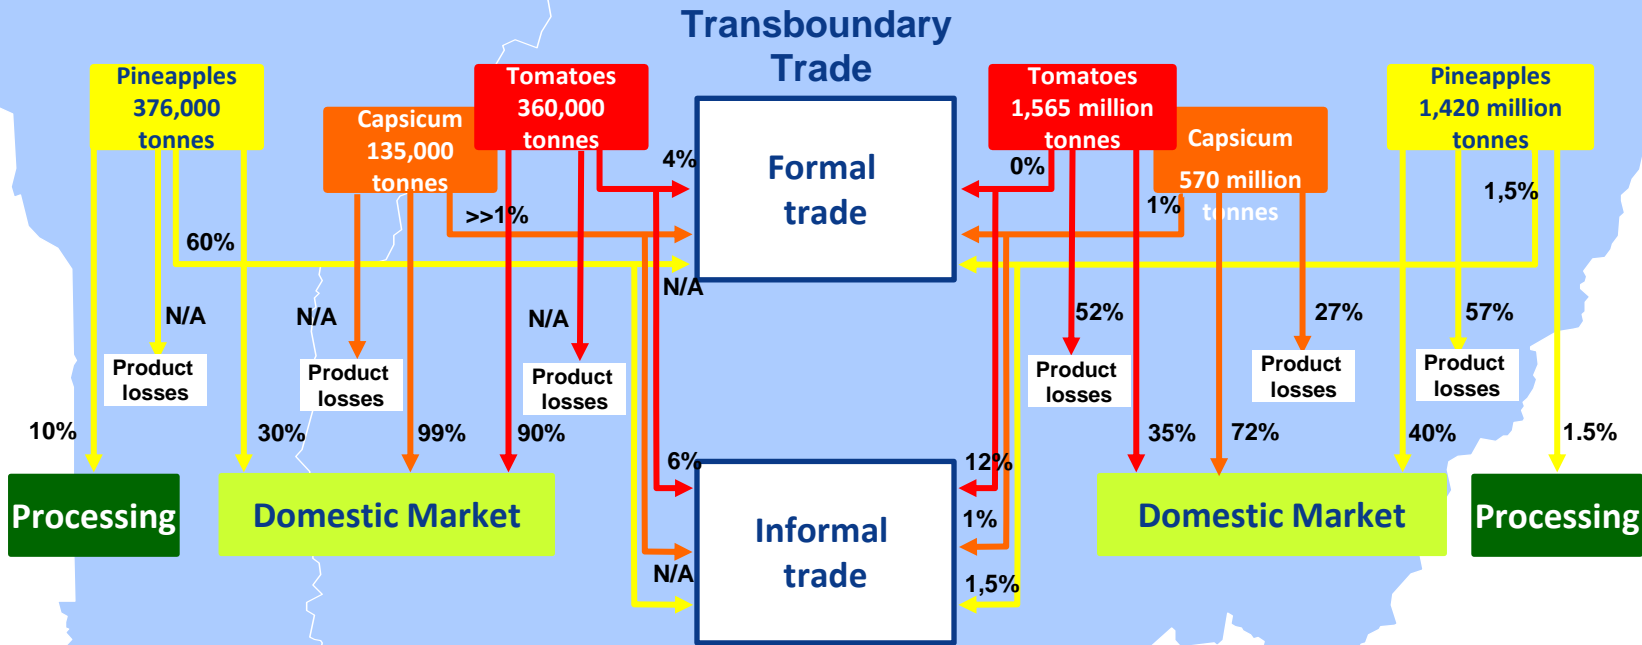 Transboundary
Trade
Pineapples
376,000
tonnes
Capsicum
135,000
tonnes
Tomatoes
360,000
tonnes
Tomatoes
1,565 million
tonnes
Capsicum
570 million
tonnes
Pineapples
1,420 million
tonnes
Formal
trade
4%
0%
>>1%
1%
1,5%
60%
N/A
N/A
N/A
N/A
52%
27%
57%
Product
losses
Product
losses
Product
losses
Product
losses
Product
losses
Product
losses
10%
30%
99%
90%
35%
72%
40%
1.5%
6%
12%
1%
N/A
1,5%
Processing
Domestic Market
Informal
trade
Domestic Market
Processing